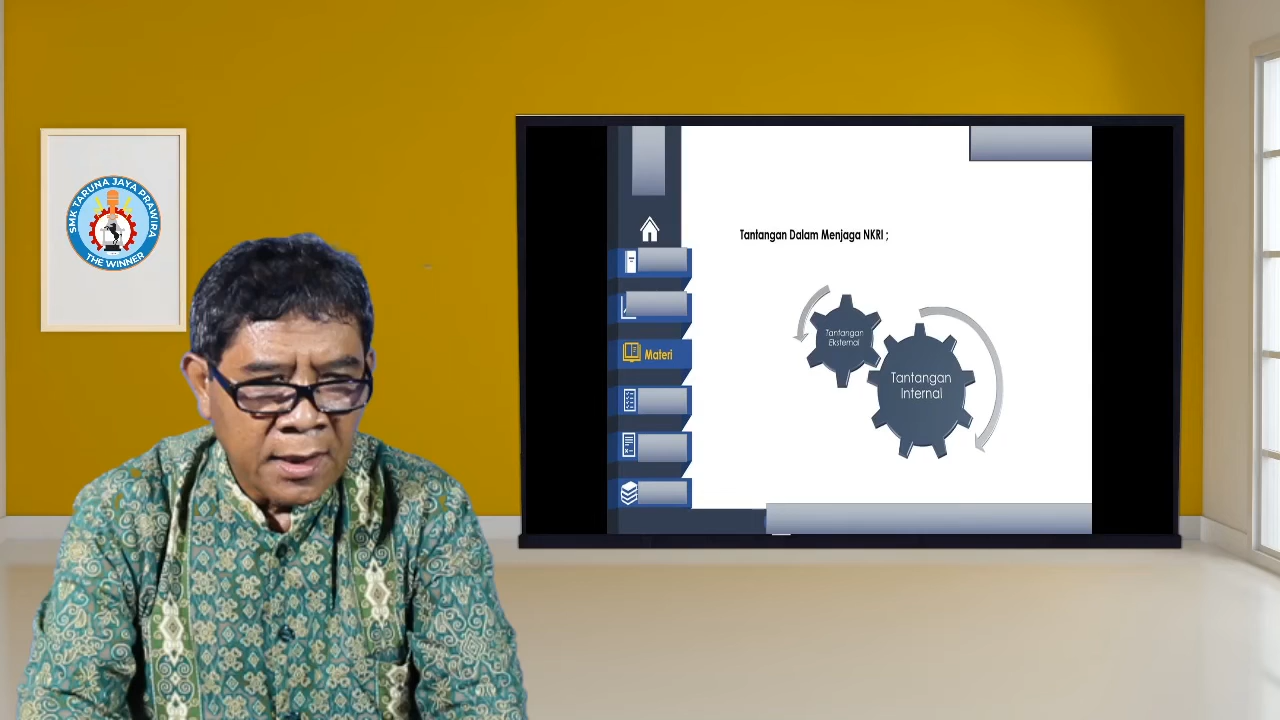 SMK TARUNA JAYA PRAWIRA
THE WINNER
Tantangan Dalam Menjaga NKRI ;
Materi
Tantangan
Eksternal
Tantangan
Internal